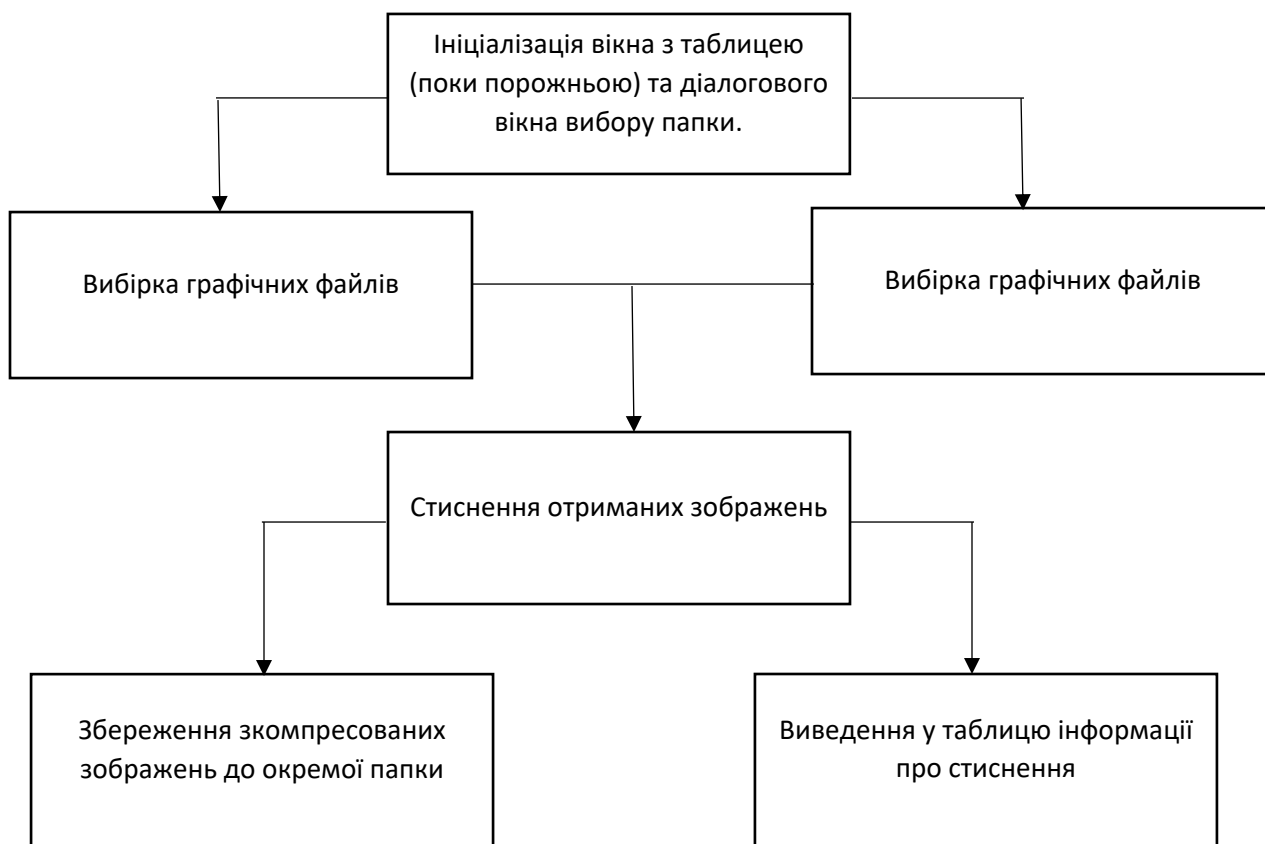 Ініціалізація вікна з таблицею
(поки порожньою) та діалогового
вікна вибору папки.
Вибірка графічних файлів
Вибірка графічних файлів
Стиснення отриманих зображень
Збереження зкомпресованих
зображень до окремої папки
Виведення у таблицю інформації
про стиснення